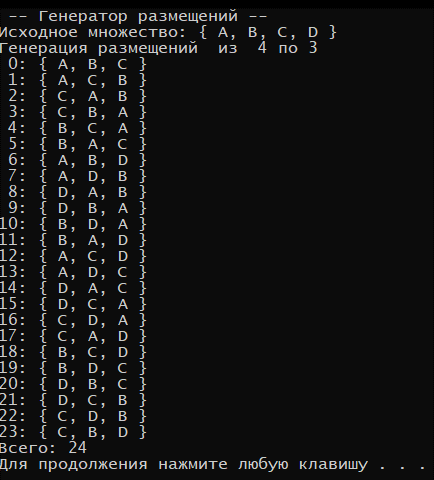 -- Генератор размещений --
Исходное множество: { A, B, C, D }
Генерация размещений  из  4 по 3
 0: { A, B, C }
 1: { A, C, B }
 2: { C, A, B }
 3: { C, B, A }
 4: { B, C, A }
 5: { B, A, C }
 6: { A, B, D }
 7: { A, D, B }
 8: { D, A, B }
 9: { D, B, A }
10: { B, D, A }
11: { B, A, D }
12: { A, C, D }
13: { A, D, C }
14: { D, A, C }
15: { D, C, A }
16: { C, D, A }
17: { C, A, D }
18: { B, C, D }
19: { B, D, C }
20: { D, B, C }
21: { D, C, B }
22: { C, D, B }
23: { C, B, D }
Всего: 24
Для продолжения нажмите любую клавишу . . .